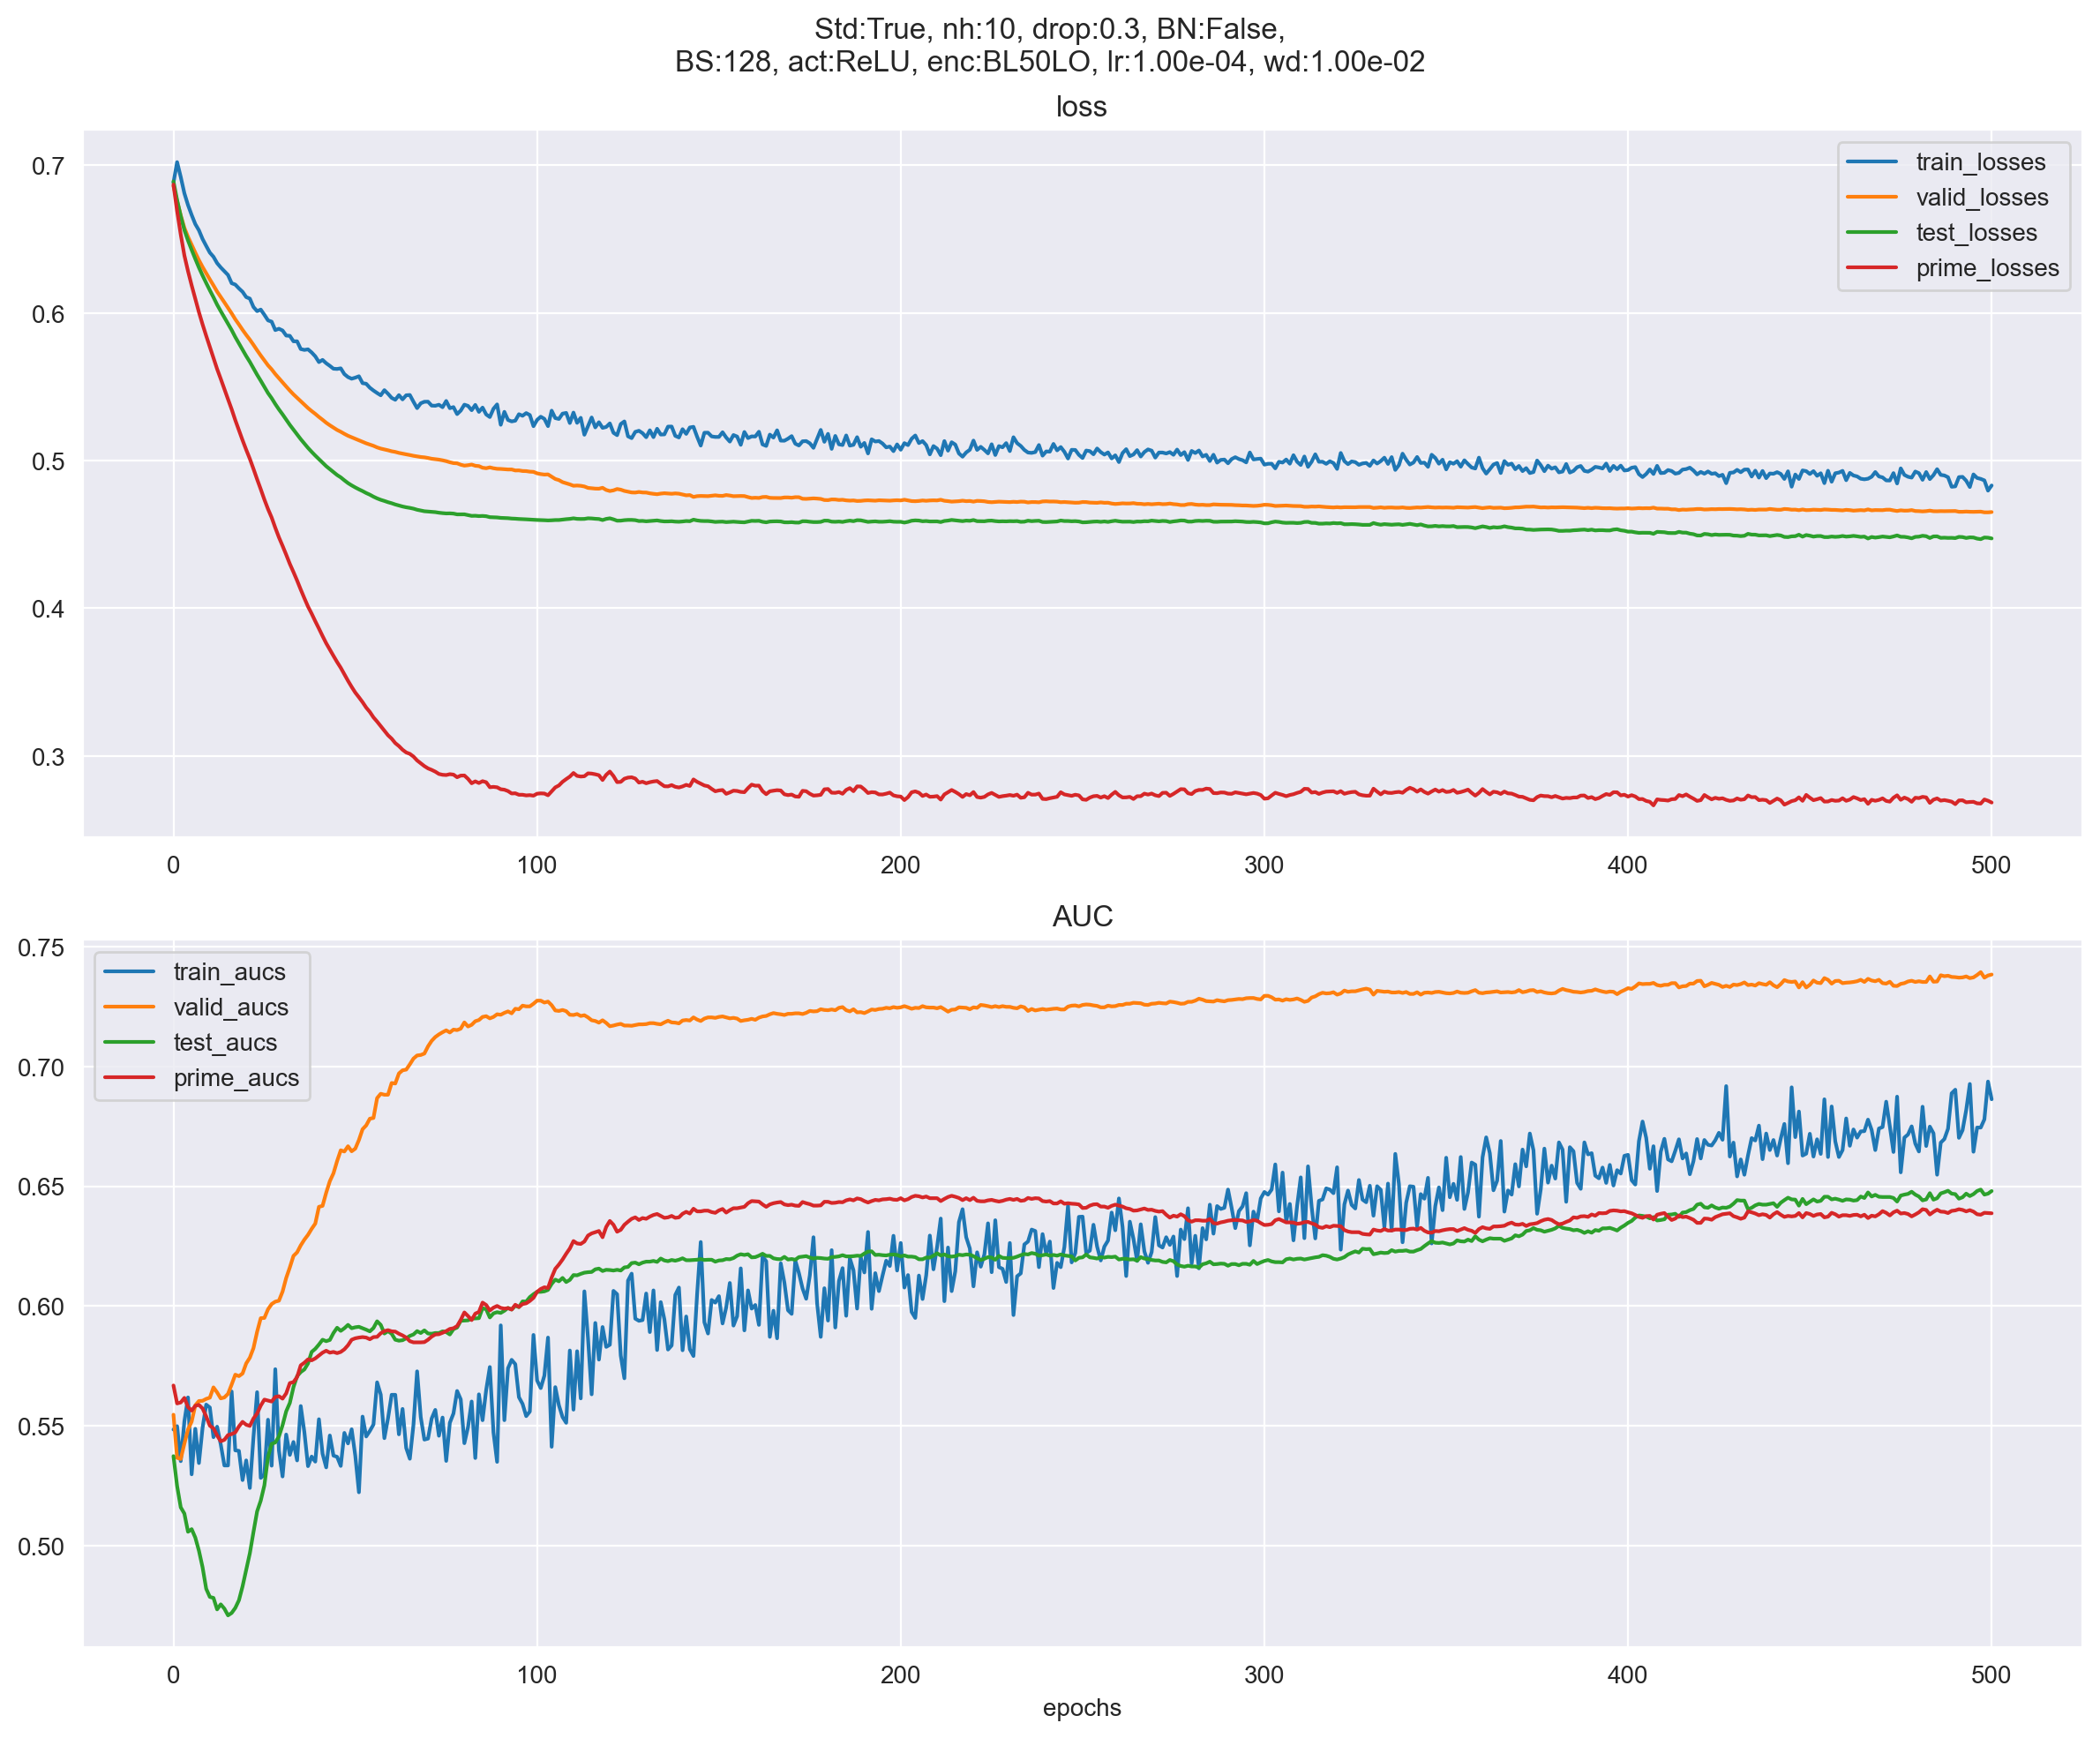 Std:True, nh:10, drop:0.3, BN:False,
BS:128, act:ReLU, enc:BL50LO, lr:1.00e-04, wd:1.00e-02
loss
0.7
0.6
0.5
0.4
0.3
train_losses
valid_losses
test_losses
prime_losses
0 100 200 300 400 500
AUC
0.75
0.70
0.65
0.60
0.55
0.50
train_aucs
valid_aucs
test_aucs
prime_aucs
0 100 200 300 400 500
epochs